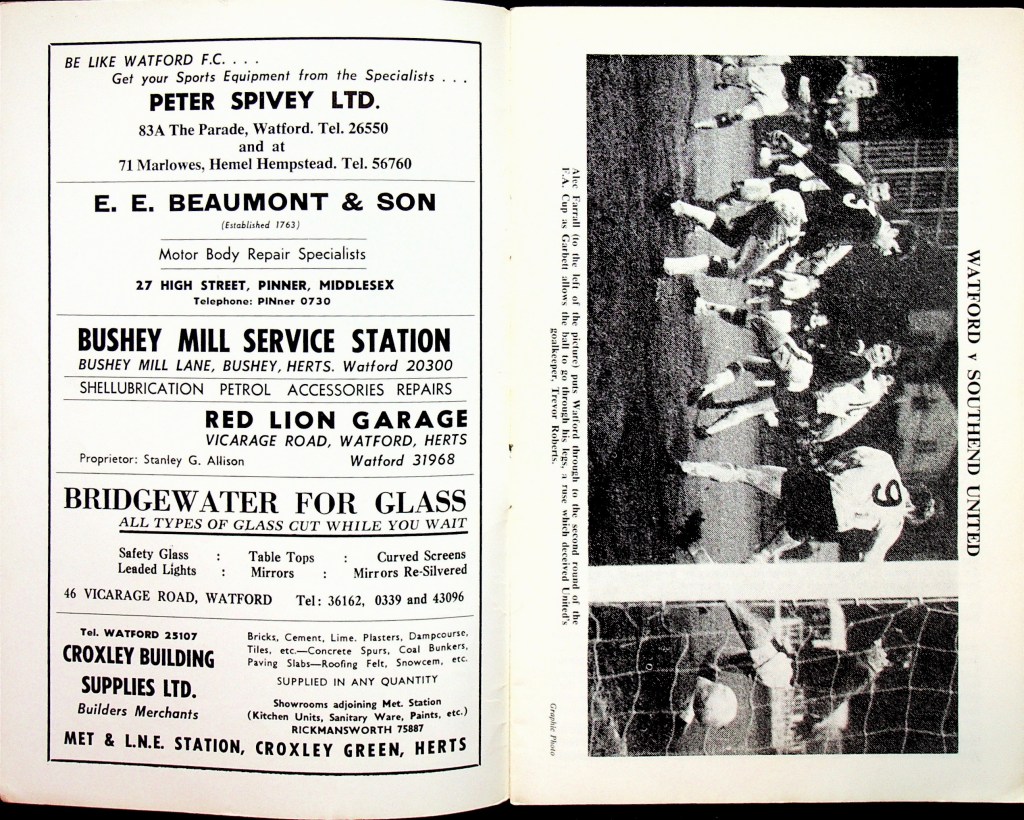 BE LIKE WATFORD F.C. . . .
Get your Sports Equipment from the Specialists . . .
PETER SPIVEY LTD.
83A The Parade, Watford. Tel. 26550
and at
71 Marlowes, Hemel Hempstead. Tel. 56760
E. E. BEAUMONT & SON
(Established 1763)
Motor Body Repair Specialists
27 HIGH STREET, PINNER, MIDDLESEX
Telephone: PINner 0730
BUSHEY MILL SERVICE STATION
BUSHEY MILL LANE, BUSHEY, HERTS. Watford 20300
SHELLUBRICATION PETROL ACCESSORIES REPAIRS
RED LION GARAGE
VICARAGE ROAD, WATFORD, HERTS
Proprietor: Stanley G. Allison Watford 31968
BRIDGEWATER FOR GLASS
ALL TYPES OF GLASS CUT WHILE YOU WAIT
Safety Glass : Table Tops : Curved Screens
Leaded Lights : Mirrors : Mirrors Re-Silvered
46 VICARAGE ROAD, WATFORD Tel: 36162, 0339 and 43096
Tel. WATFORD 25107
CROXLEY BUILDING
SUPPLIES LTD.
Builders Merchants
Bricks, Cement, Lime. Plasters, Dampcourse,
Tiles, etc.—Concrete Spurs, Coal Bunkers,
Paving Slabs—Roofing Felt, Snowcem, etc.
SUPPLIED IN ANY QUANTITY
Showrooms adjoining Met. Station
(Kitchen Units, Sanitary Ware, Paints, etc.)
RICKMANSWORTH 75887
MET & L.N.E. STATION, CROXLEY GREEN, HERTS
WATFORD v SOUTHEND UNITED
3
9
Alec Farrall (to the left of the picture) puts Watford through to the second round of the
F.A. Cup as Garbett allows the ball to go through his legs, a ruse which deceived United's
goalkeeper, Trevor Roberts.
Graphic Photo